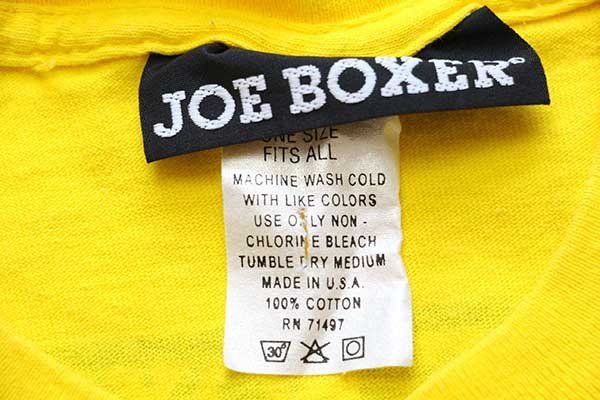 JOE BOXER®
ONE SIZE
FITS ALL
MACHINE WASH COLD
WITH LIKE COLORS
USE ONLY NON -
CHLORINE BLEACH
TUMBLE DRY MEDIUM
MADE IN U.S.A.
100% COTTON
RN 71497
30°